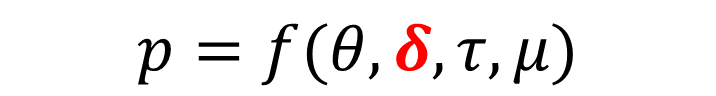 p = f(θ, δ, τ, μ)